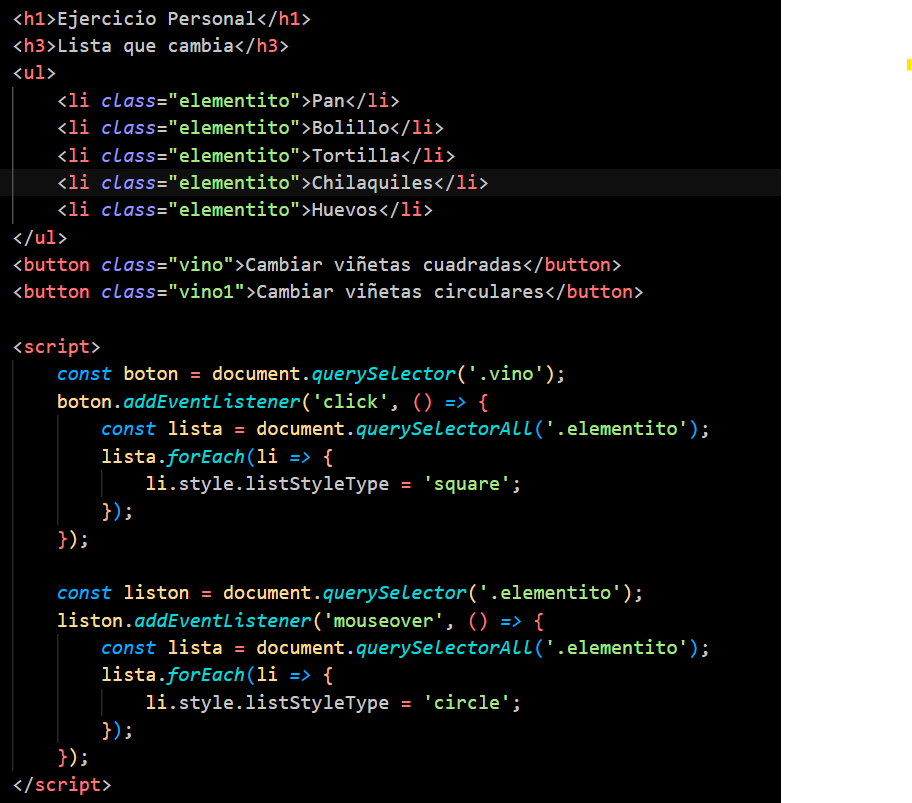 <h1>Ejercicio Personal</h1>
<h3>Lista que cambia</h3>
<ul>
    <li class="elementito">Pan</li>
    <li class="elementito">Bolillo</li>
    <li class="elementito">Tortilla</li>
    <li class="elementito">Chilaquiles</li>
    <li class="elementito">Huevos</li>
</ul>
<button class="vino">Cambiar viñetas cuadradas</button>
<button class="vino1">Cambiar viñetas circulares</button>

<script>
    const boton = document.querySelector('.vino');
    boton.addEventListener('click', () => {
        const lista = document.querySelectorAll('.elementito');
        lista.forEach(li => {
            li.style.listStyleType = 'square';
        });
    });

    const liston = document.querySelector('.elementito');
    liston.addEventListener('mouseover', () => {
        const lista = document.querySelectorAll('.elementito');
        lista.forEach(li => {
            li.style.listStyleType = 'circle';
        });
    });
</script>